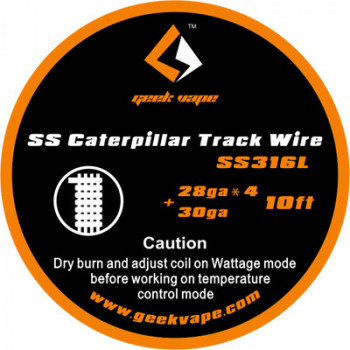 TM
geek vape
SS Caterpillar Track Wire
SS316L
28ga*4
+ 30ga
10ft
Caution
Dry burn and adjust coil on Wattage mode
before working on temperature
control mode
www.geekvape.com